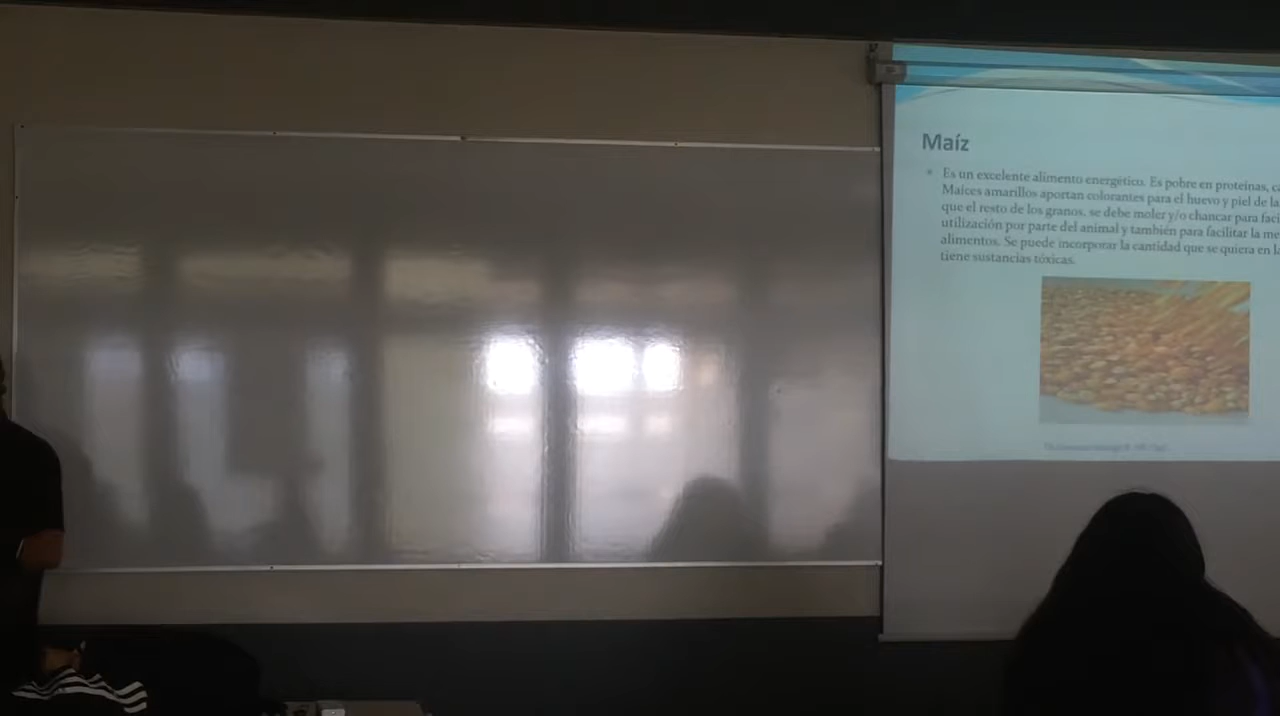 Maíz
Es un excelente alimento energético. Es pobre en proteínas,
Maíces amarillos aportan colorantes para el huevo y piel de la
que el resto de los granos, se debe moler y/o chancar para
utilización por parte del animal y también para facilitar la
alimentos. Se puede incorporar la cantidad que se quiera en
tiene sustancias tóxicas.